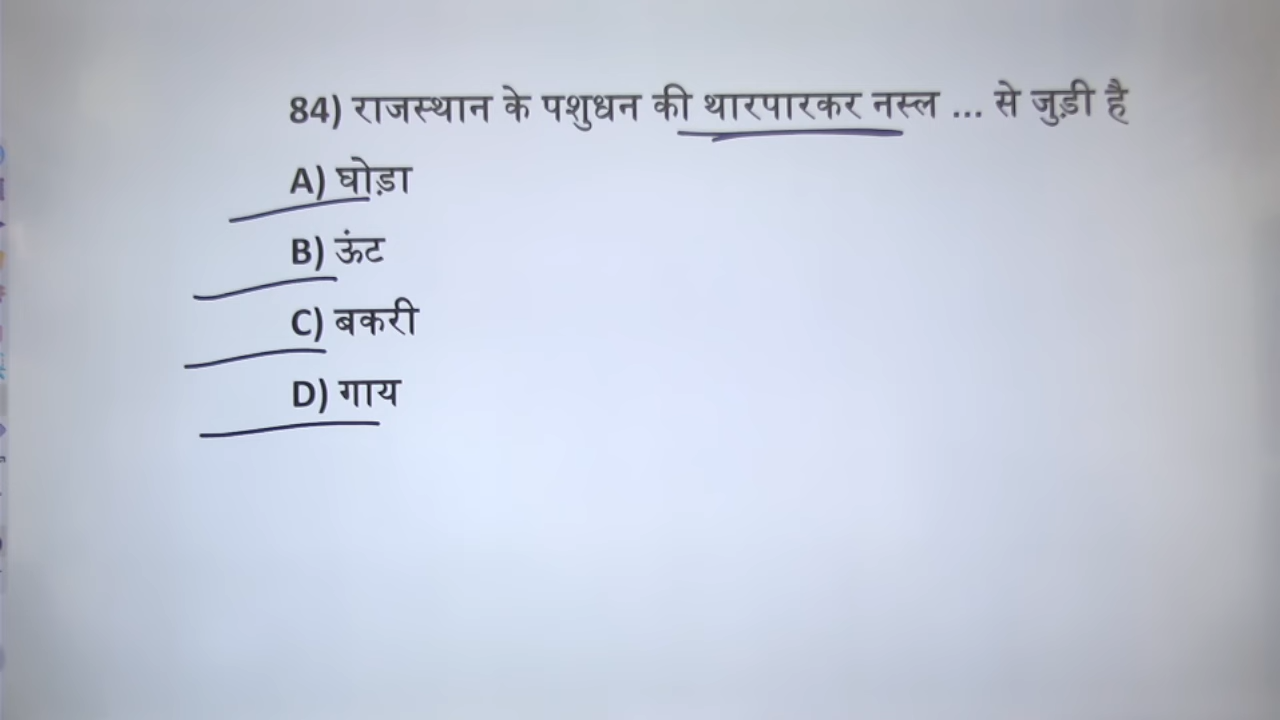 84) राजस्थान के पशुधन की थारपारकर नस्ल ... से जुड़ी है
A) घोड़ा
B) ऊंट
C) बकरी
D) गाय